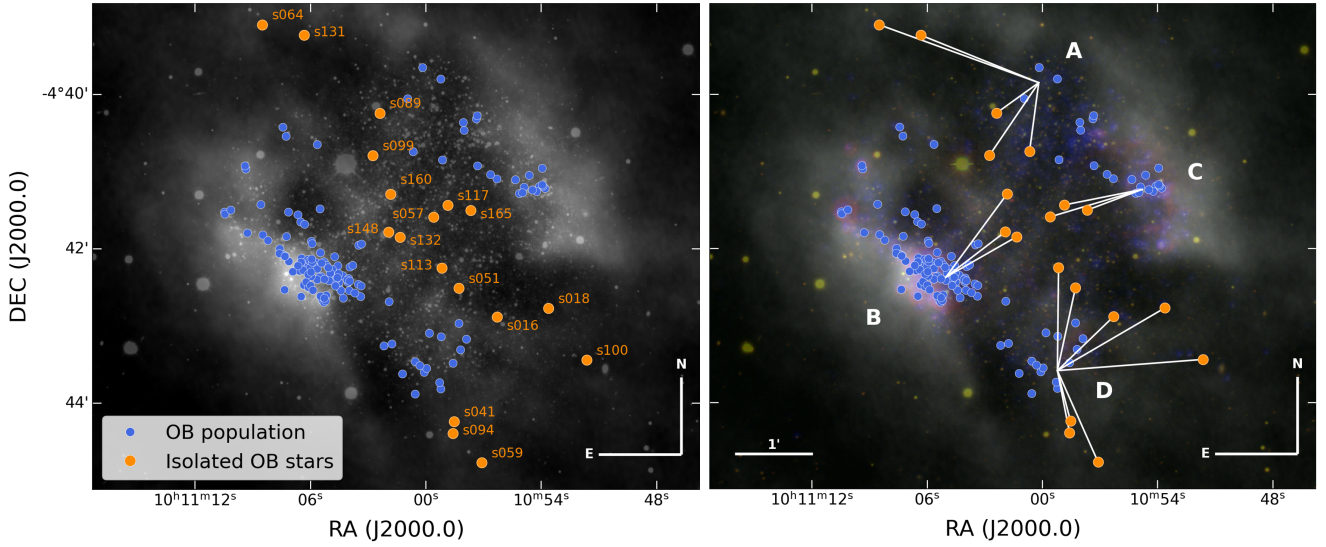 s064
s131
-4°40'
s089
s099
s160
s117
s057
s165
s148
s132
42'
s113
s051
s018
s016
s100
44'
s041
s094
s059
OB population
Isolated OB stars
N
E
10ʰ11ᵐ12ˢ
06ˢ
00ˢ
10ᵐ54ˢ
48ˢ
RA (J2000.0)
DEC (J2000.0)
A
C
B
D
1'
N
E
10ʰ11ᵐ12ˢ
06ˢ
00ˢ
10ᵐ54ˢ
48ˢ
RA (J2000.0)